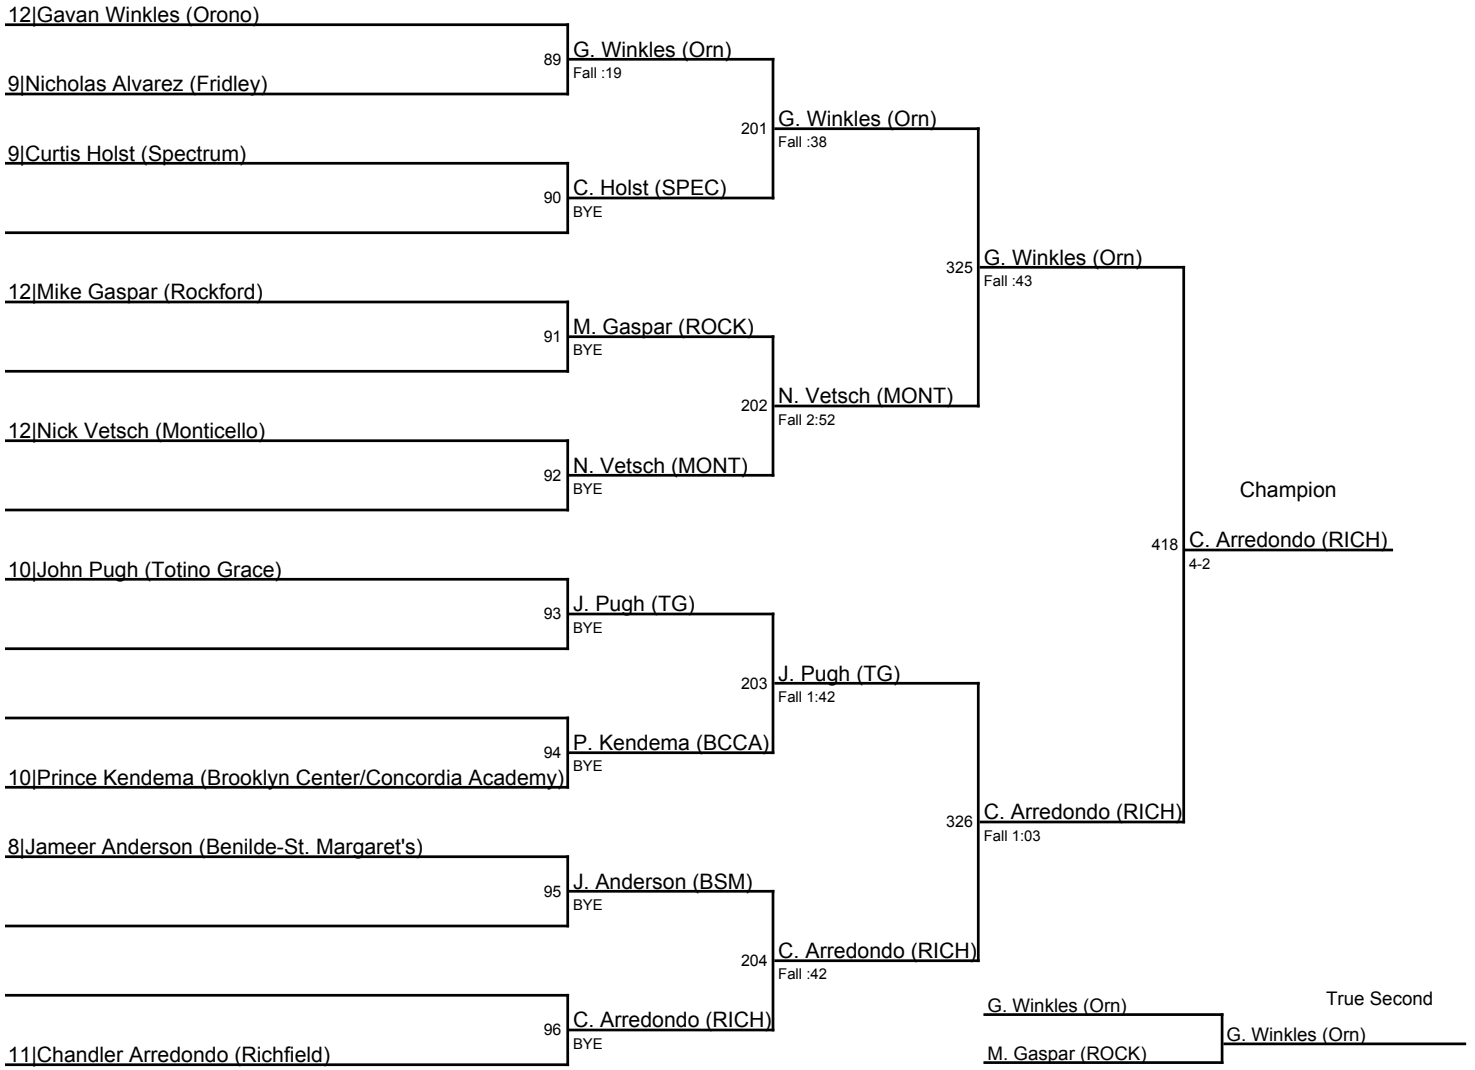 12|Gavan Winkles (Orono)
89
G. Winkles (Orn)
Fall :19
9|Nicholas Alvarez (Fridley)
201
G. Winkles (Orn)
Fall :38
9|Curtis Holst (Spectrum)
90
C. Holst (SPEC)
BYE
325
G. Winkles (Orn)
Fall :43
12|Mike Gaspar (Rockford)
91
M. Gaspar (ROCK)
BYE
202
N. Vetsch (MONT)
Fall 2:52
12|Nick Vetsch (Monticello)
92
N. Vetsch (MONT)
BYE
Champion
418
C. Arredondo (RICH)
4-2
10|John Pugh (Totino Grace)
93
J. Pugh (TG)
BYE
203
J. Pugh (TG)
Fall 1:42
94
P. Kendema (BCCA)
BYE
10|Prince Kendema (Brooklyn Center/Concordia Academy)
326
C. Arredondo (RICH)
Fall 1:03
8|Jameer Anderson (Benilde-St. Margaret's)
95
J. Anderson (BSM)
BYE
204
C. Arredondo (RICH)
Fall :42
96
C. Arredondo (RICH)
BYE
11|Chandler Arredondo (Richfield)
True Second
G. Winkles (Orn)
G. Winkles (Orn)
M. Gaspar (ROCK)